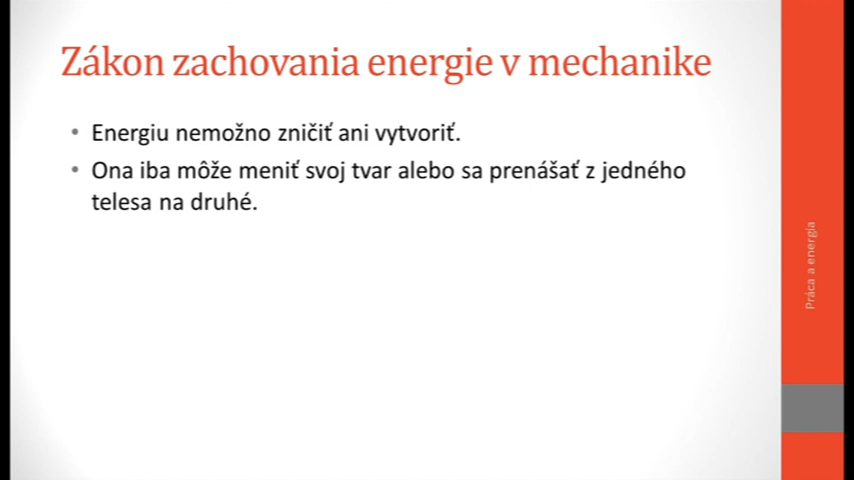 Zákon zachovania energie v mechanike
• Energiu nemožno zničiť ani vytvoriť.
• Ona iba môže meniť svoj tvar alebo sa prenášať z jedného
telesa na druhé.
Práca a energía